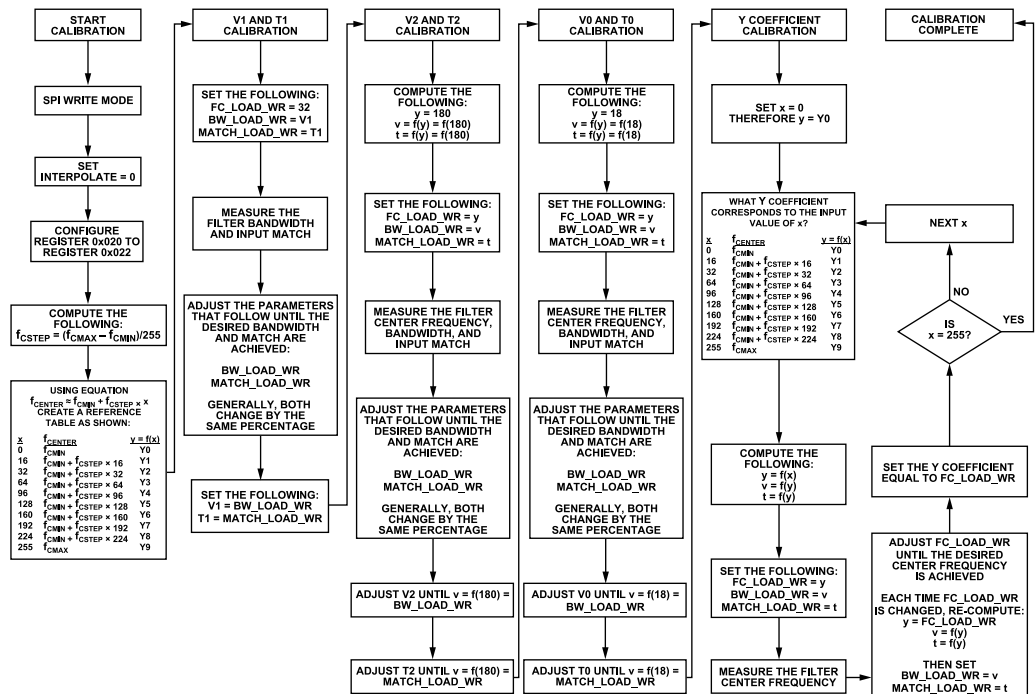 START
CALIBRATION
SPI WRITE MODE
SET
INTERPOLATE = 0
CONFIGURE
REGISTER 0x020 TO
REGISTER 0x022
COMPUTE THE
FOLLOWING:
fCSTEP = (fCMAX – fCMIN)/255
USING EQUATION
fCENTER ≈ fCMIN + fCSTEP × x
CREATE A REFERENCE
TABLE AS SHOWN:
x fCENTER y = f(x)
0 fCMIN Y0
16 fCMIN + fCSTEP × 16 Y1
32 fCMIN + fCSTEP × 32 Y2
64 fCMIN + fCSTEP × 64 Y3
96 fCMIN + fCSTEP × 96 Y4
128 fCMIN + fCSTEP × 128 Y5
160 fCMIN + fCSTEP × 160 Y6
192 fCMIN + fCSTEP × 192 Y7
224 fCMIN + fCSTEP × 224 Y8
255 fCMAX Y9
V1 AND T1
CALIBRATION
SET THE FOLLOWING:
FC_LOAD_WR = 32
BW_LOAD_WR = V1
MATCH_LOAD_WR = T1
MEASURE THE
FILTER BANDWIDTH
AND INPUT MATCH
ADJUST THE PARAMETERS
THAT FOLLOW UNTIL THE
DESIRED BANDWIDTH
AND MATCH ARE
ACHIEVED:
BW_LOAD_WR
MATCH_LOAD_WR
GENERALLY, BOTH
CHANGE BY THE
SAME PERCENTAGE
SET THE FOLLOWING:
V1 = BW_LOAD_WR
T1 = MATCH_LOAD_WR
V2 AND T2
CALIBRATION
COMPUTE THE
FOLLOWING:
y = 180
v = f(y) = f(180)
t = f(y) = f(180)
SET THE FOLLOWING:
FC_LOAD_WR = y
BW_LOAD_WR = v
MATCH_LOAD_WR = t
MEASURE THE FILTER
CENTER FREQUENCY,
BANDWIDTH, AND
INPUT MATCH
ADJUST THE PARAMETERS
THAT FOLLOW UNTIL THE
DESIRED BANDWIDTH
AND MATCH ARE
ACHIEVED:
BW_LOAD_WR
MATCH_LOAD_WR
GENERALLY, BOTH
CHANGE BY THE
SAME PERCENTAGE
ADJUST V2 UNTIL v = f(180) =
BW_LOAD_WR
ADJUST T2 UNTIL v = f(180) =
MATCH_LOAD_WR
V0 AND T0
CALIBRATION
COMPUTE THE
FOLLOWING:
y = 18
v = f(y) = f(18)
t = f(y) = f(18)
SET THE FOLLOWING:
FC_LOAD_WR = y
BW_LOAD_WR = v
MATCH_LOAD_WR = t
MEASURE THE FILTER
CENTER FREQUENCY,
BANDWIDTH, AND
INPUT MATCH
ADJUST THE PARAMETERS
THAT FOLLOW UNTIL THE
DESIRED BANDWIDTH
AND MATCH ARE
ACHIEVED:
BW_LOAD_WR
MATCH_LOAD_WR
GENERALLY, BOTH
CHANGE BY THE
SAME PERCENTAGE
ADJUST V0 UNTIL v = f(18) =
BW_LOAD_WR
ADJUST T0 UNTIL v = f(18) =
MATCH_LOAD_WR
Y COEFFICIENT
CALIBRATION
SET x = 0
THEREFORE y = Y0
WHAT Y COEFFICIENT
CORRESPONDS TO THE INPUT
VALUE OF x?
x fCENTER y = f(x)
0 fCMIN Y0
16 fCMIN + fCSTEP × 16 Y1
32 fCMIN + fCSTEP × 32 Y2
64 fCMIN + fCSTEP × 64 Y3
96 fCMIN + fCSTEP × 96 Y4
128 fCMIN + fCSTEP × 128 Y5
160 fCMIN + fCSTEP × 160 Y6
192 fCMIN + fCSTEP × 192 Y7
224 fCMIN + fCSTEP × 224 Y8
255 fCMAX Y9
COMPUTE THE
FOLLOWING:
y = f(x)
v = f(y)
t = f(y)
SET THE FOLLOWING:
FC_LOAD_WR = y
BW_LOAD_WR = v
MATCH_LOAD_WR = t
MEASURE THE FILTER
CENTER FREQUENCY
ADJUST FC_LOAD_WR
UNTIL THE DESIRED
CENTER FREQUENCY
IS ACHIEVED
EACH TIME FC_LOAD_WR
IS CHANGED, RE-COMPUTE:
y = FC_LOAD_WR
v = f(y)
t = f(y)
THEN SET
BW_LOAD_WR = v
MATCH_LOAD_WR = t
SET THE Y COEFFICIENT
EQUAL TO FC_LOAD_WR
IS
x = 255?
NO
YES
NEXT x
CALIBRATION
COMPLETE